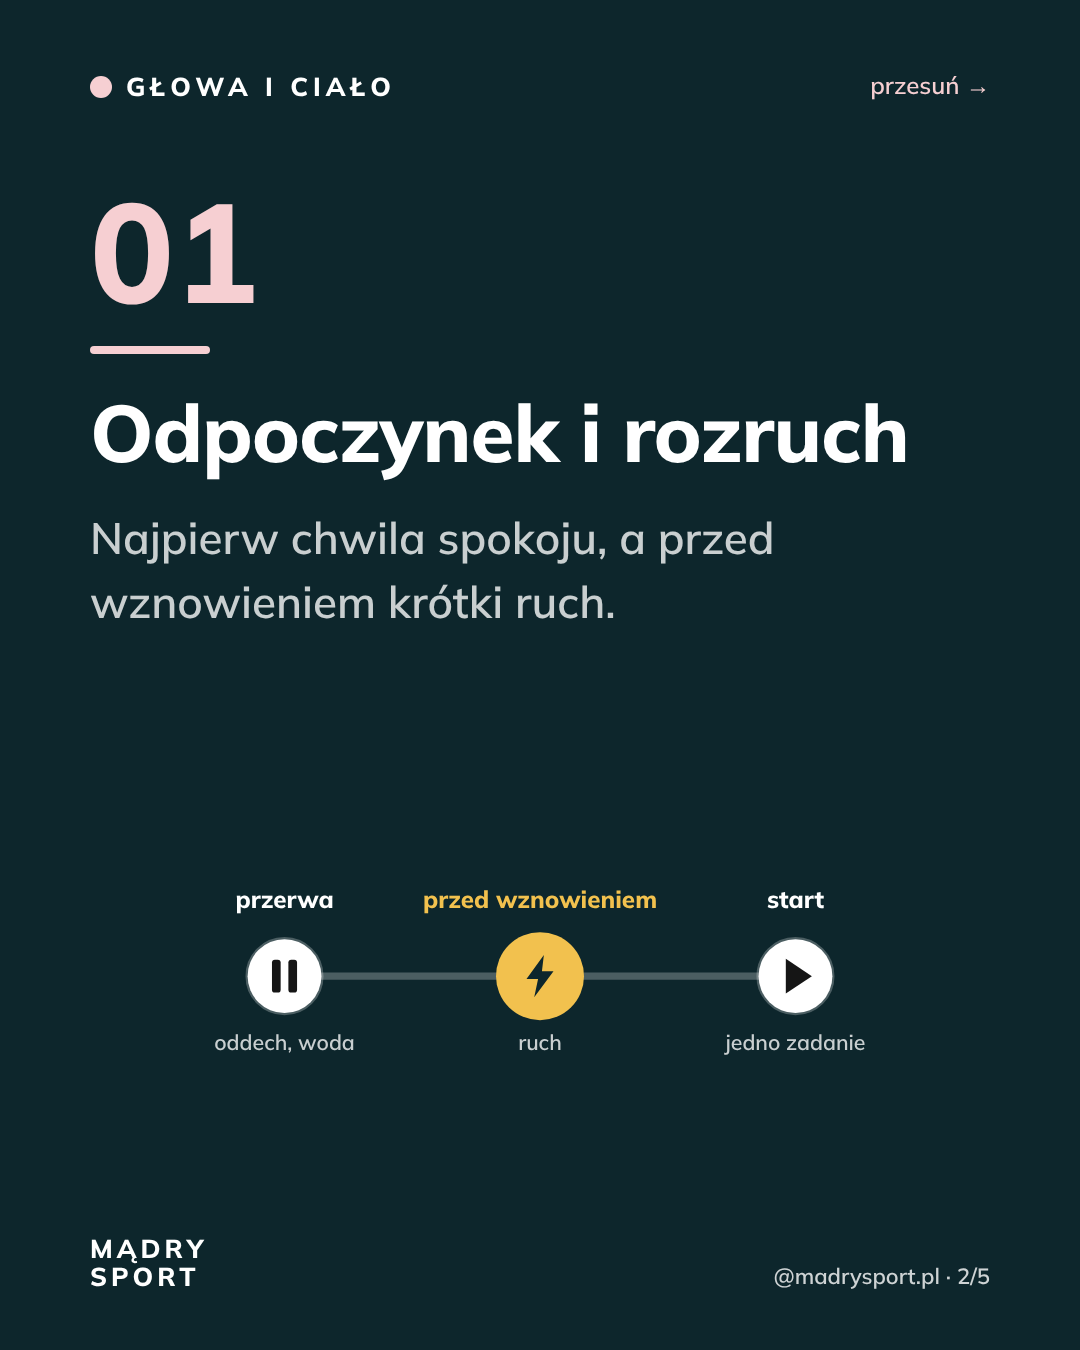 GŁOWA I CIAŁO
przesuń →
01
Odpoczynek i rozruch
Najpierw chwila spokoju, a przed
wznowieniem krótki ruch.
przerwa
przed wznowieniem
start
oddech, woda
ruch
jedno zadanie
MĄDRY
SPORT
@madrysport.pl · 2/5